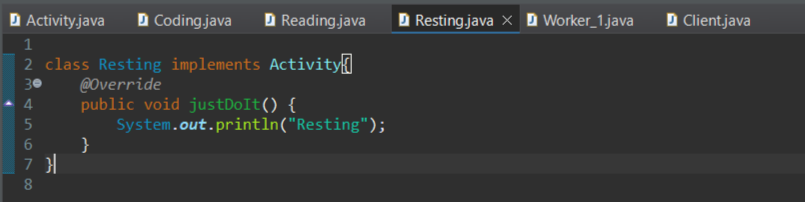 Activity.java Coding.java Reading.java Resting.java Worker_1.java Client.java
1
2 class Resting implements Activity{
3 @Override
4 public void justDoIt() {
5 System.out.println("Resting");
6 }
7 }
8